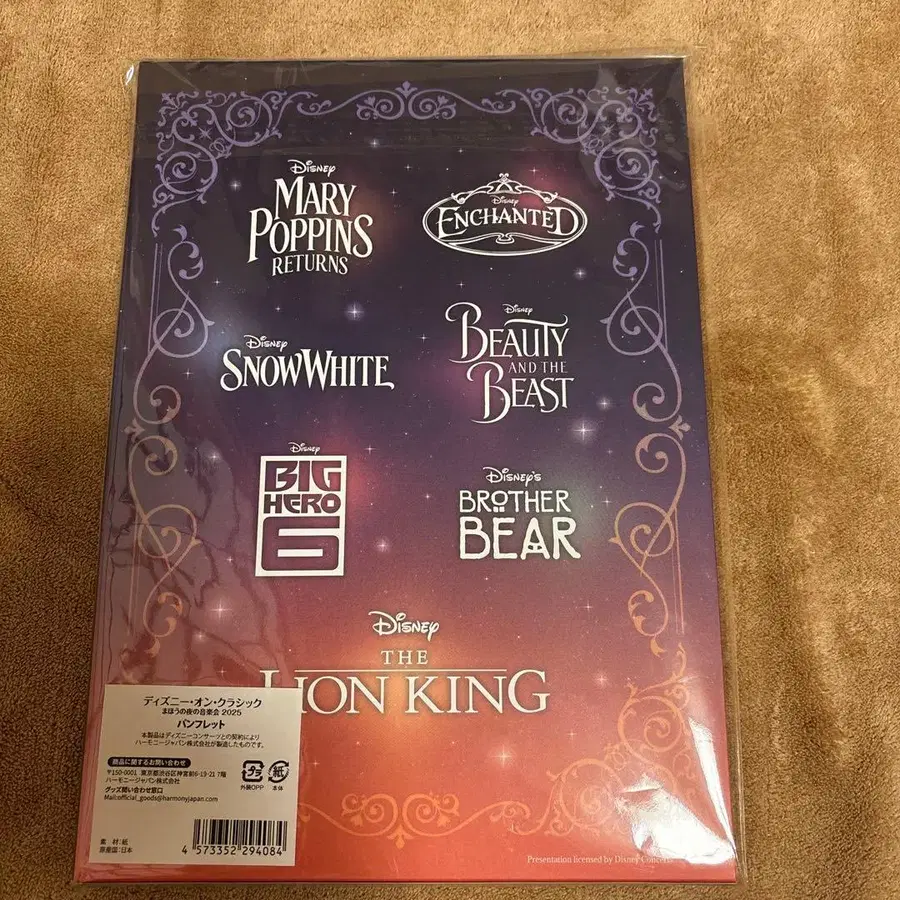 Disney
MARY
POPPINS
RETURNS
Disney
ENCHANTED
Disney
SNOW WHITE
Disney
BEAUTY
AND THE
BEAST
Disney
BIG
HERO
6
Disney's
BROTHER
BEAR
Disney
THE
LION KING
ディズニー・オン・クラシック
まほうの夜の音楽会 2025
パンフレット
本製品はディズニーコンサーツとの契約により
ハーモニージャパン株式会社が製造したものです。
商品に関するお問い合わせ
〒150-0001 東京都渋谷区神宮前6-19-21 7階
ハーモニージャパン株式会社
グッズ問い合わせ窓口
Mail:official_goods@harmonyjapan.com
プラ
外装OPP
紙
本体
素 材:紙
原産国:日本
4 573352 294084
Presentation licensed by Disney Concerts